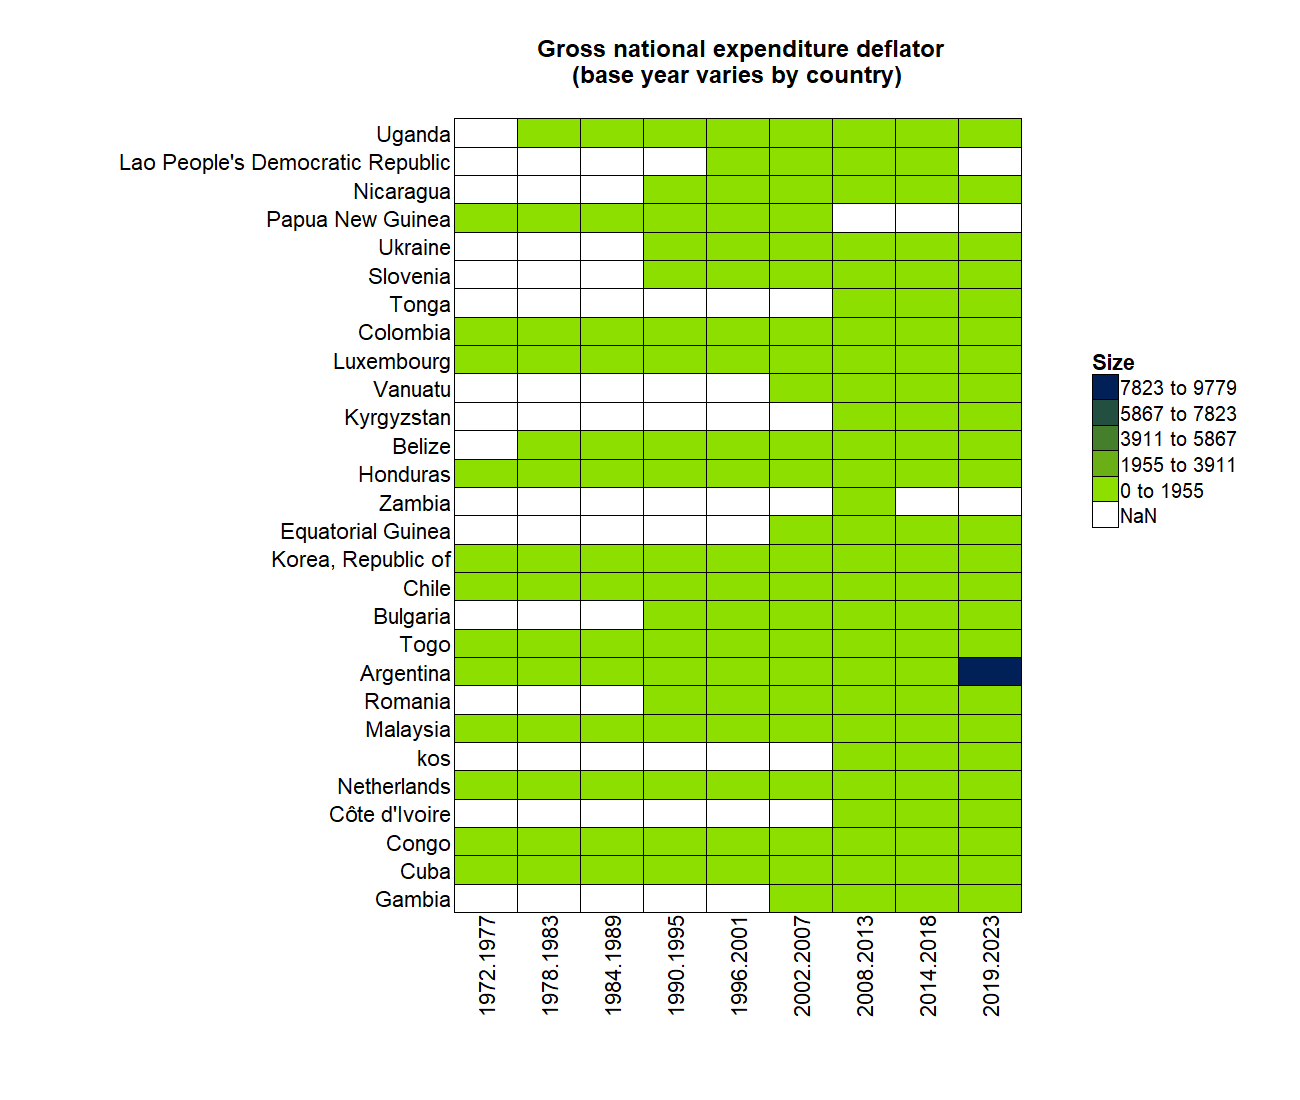 Gross national expenditure deflator
(base year varies by country)
Uganda
Lao People's Democratic Republic
Nicaragua
Papua New Guinea
Ukraine
Slovenia
Tonga
Colombia
Luxembourg
Vanuatu
Kyrgyzstan
Belize
Honduras
Zambia
Equatorial Guinea
Korea, Republic of
Chile
Bulgaria
Togo
Argentina
Romania
Malaysia
kos
Netherlands
Côte d'Ivoire
Congo
Cuba
Gambia
1972.1977
1978.1983
1984.1989
1990.1995
1996.2001
2002.2007
2008.2013
2014.2018
2019.2023
Size
7823 to 9779
5867 to 7823
3911 to 5867
1955 to 3911
0 to 1955
NaN